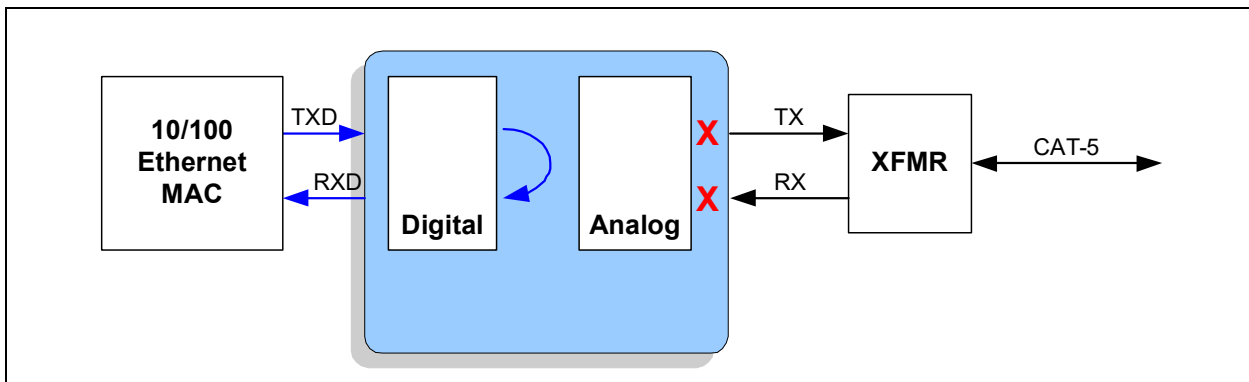 10/100
Ethernet
MAC
TXD
RXD
Digital
Analog
X
X
TX
RX
XFMR
CAT-5